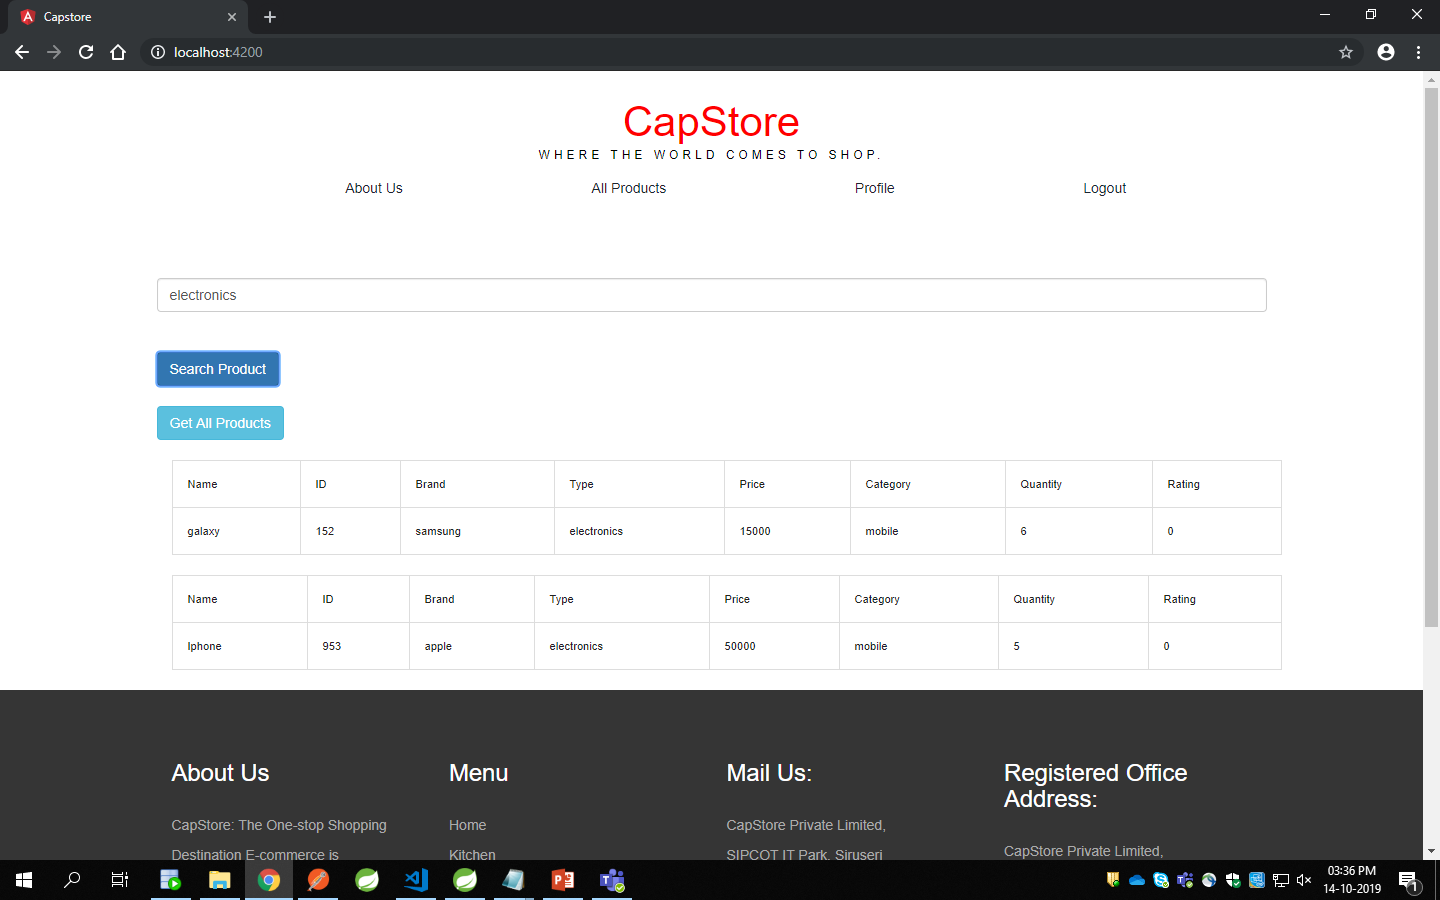 Capstore
localhost:4200
CapStore
WHERE THE WORLD COMES TO SHOP.
About Us All Products Profile Logout
electronics
Search Product
Get All Products
Name ID Brand Type Price Category Quantity Rating
galaxy 152 samsung electronics 15000 mobile 6 0
Name ID Brand Type Price Category Quantity Rating
Iphone 953 apple electronics 50000 mobile 5 0
About Us Menu Mail Us: Registered Office
Address:
CapStore: The One-stop Shopping Home CapStore Private Limited,
Destination E-commerce is Kitchen SIPCOT IT Park, Siruseri
CapStore Private Limited,
03:36 PM
14-10-2019
1